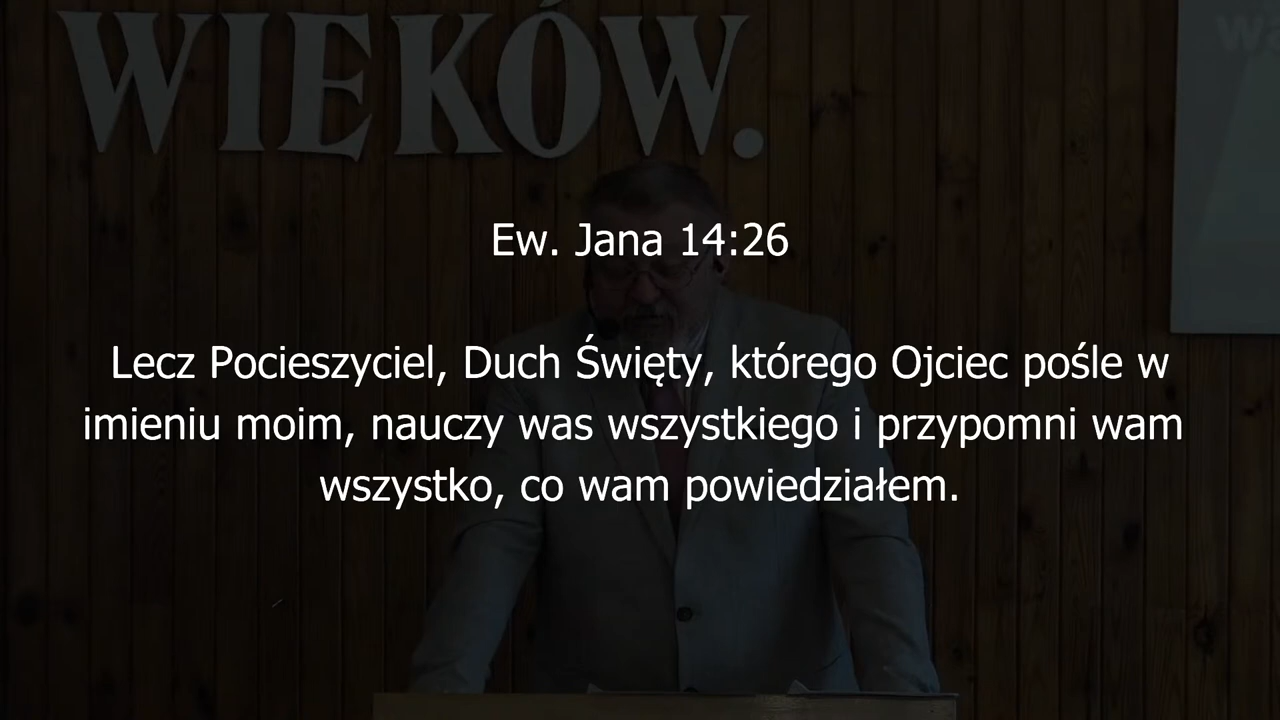 WIEKÓW.
Ew. Jana 14:26
Lecz Pocieszyciel, Duch Święty, którego Ojciec pośle w
imieniu moim, nauczy was wszystkiego i przypomni wam
wszystko, co wam powiedziałem.